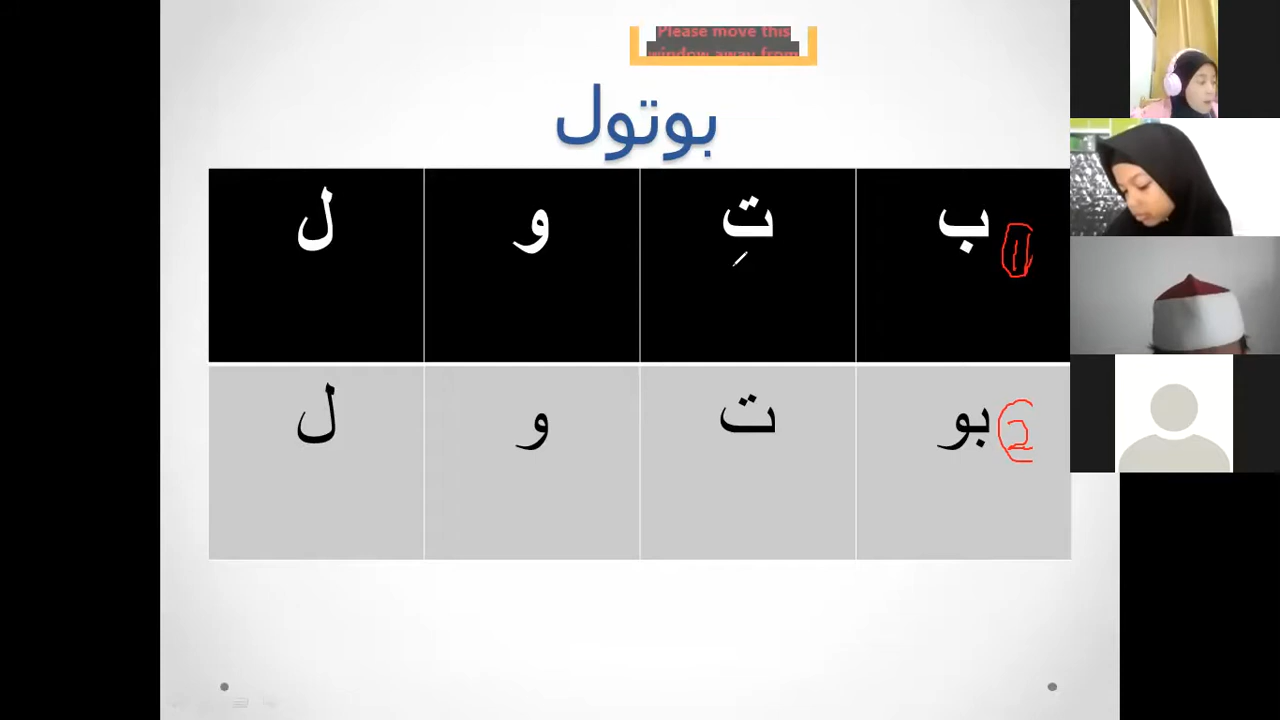 Please move this
window away from
بوتول
ب تِ و ل
1
بو ت و ل
2